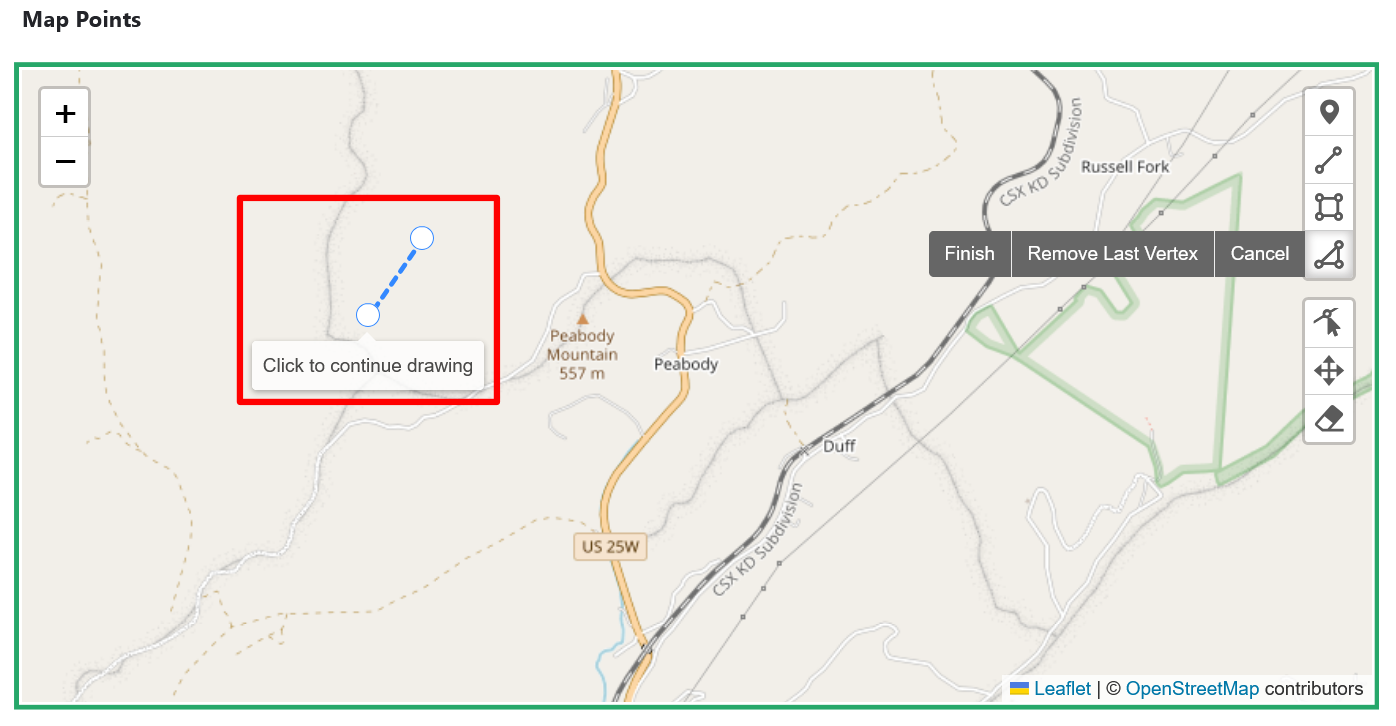 Map Points
+
−
CSX KD Subdivision
Russell Fork
Finish
Remove Last Vertex
Cancel
Peabody
Mountain
557 m
Peabody
Click to continue drawing
Duff
US 25W
CSX KD Subdivision
Leaflet | © OpenStreetMap contributors